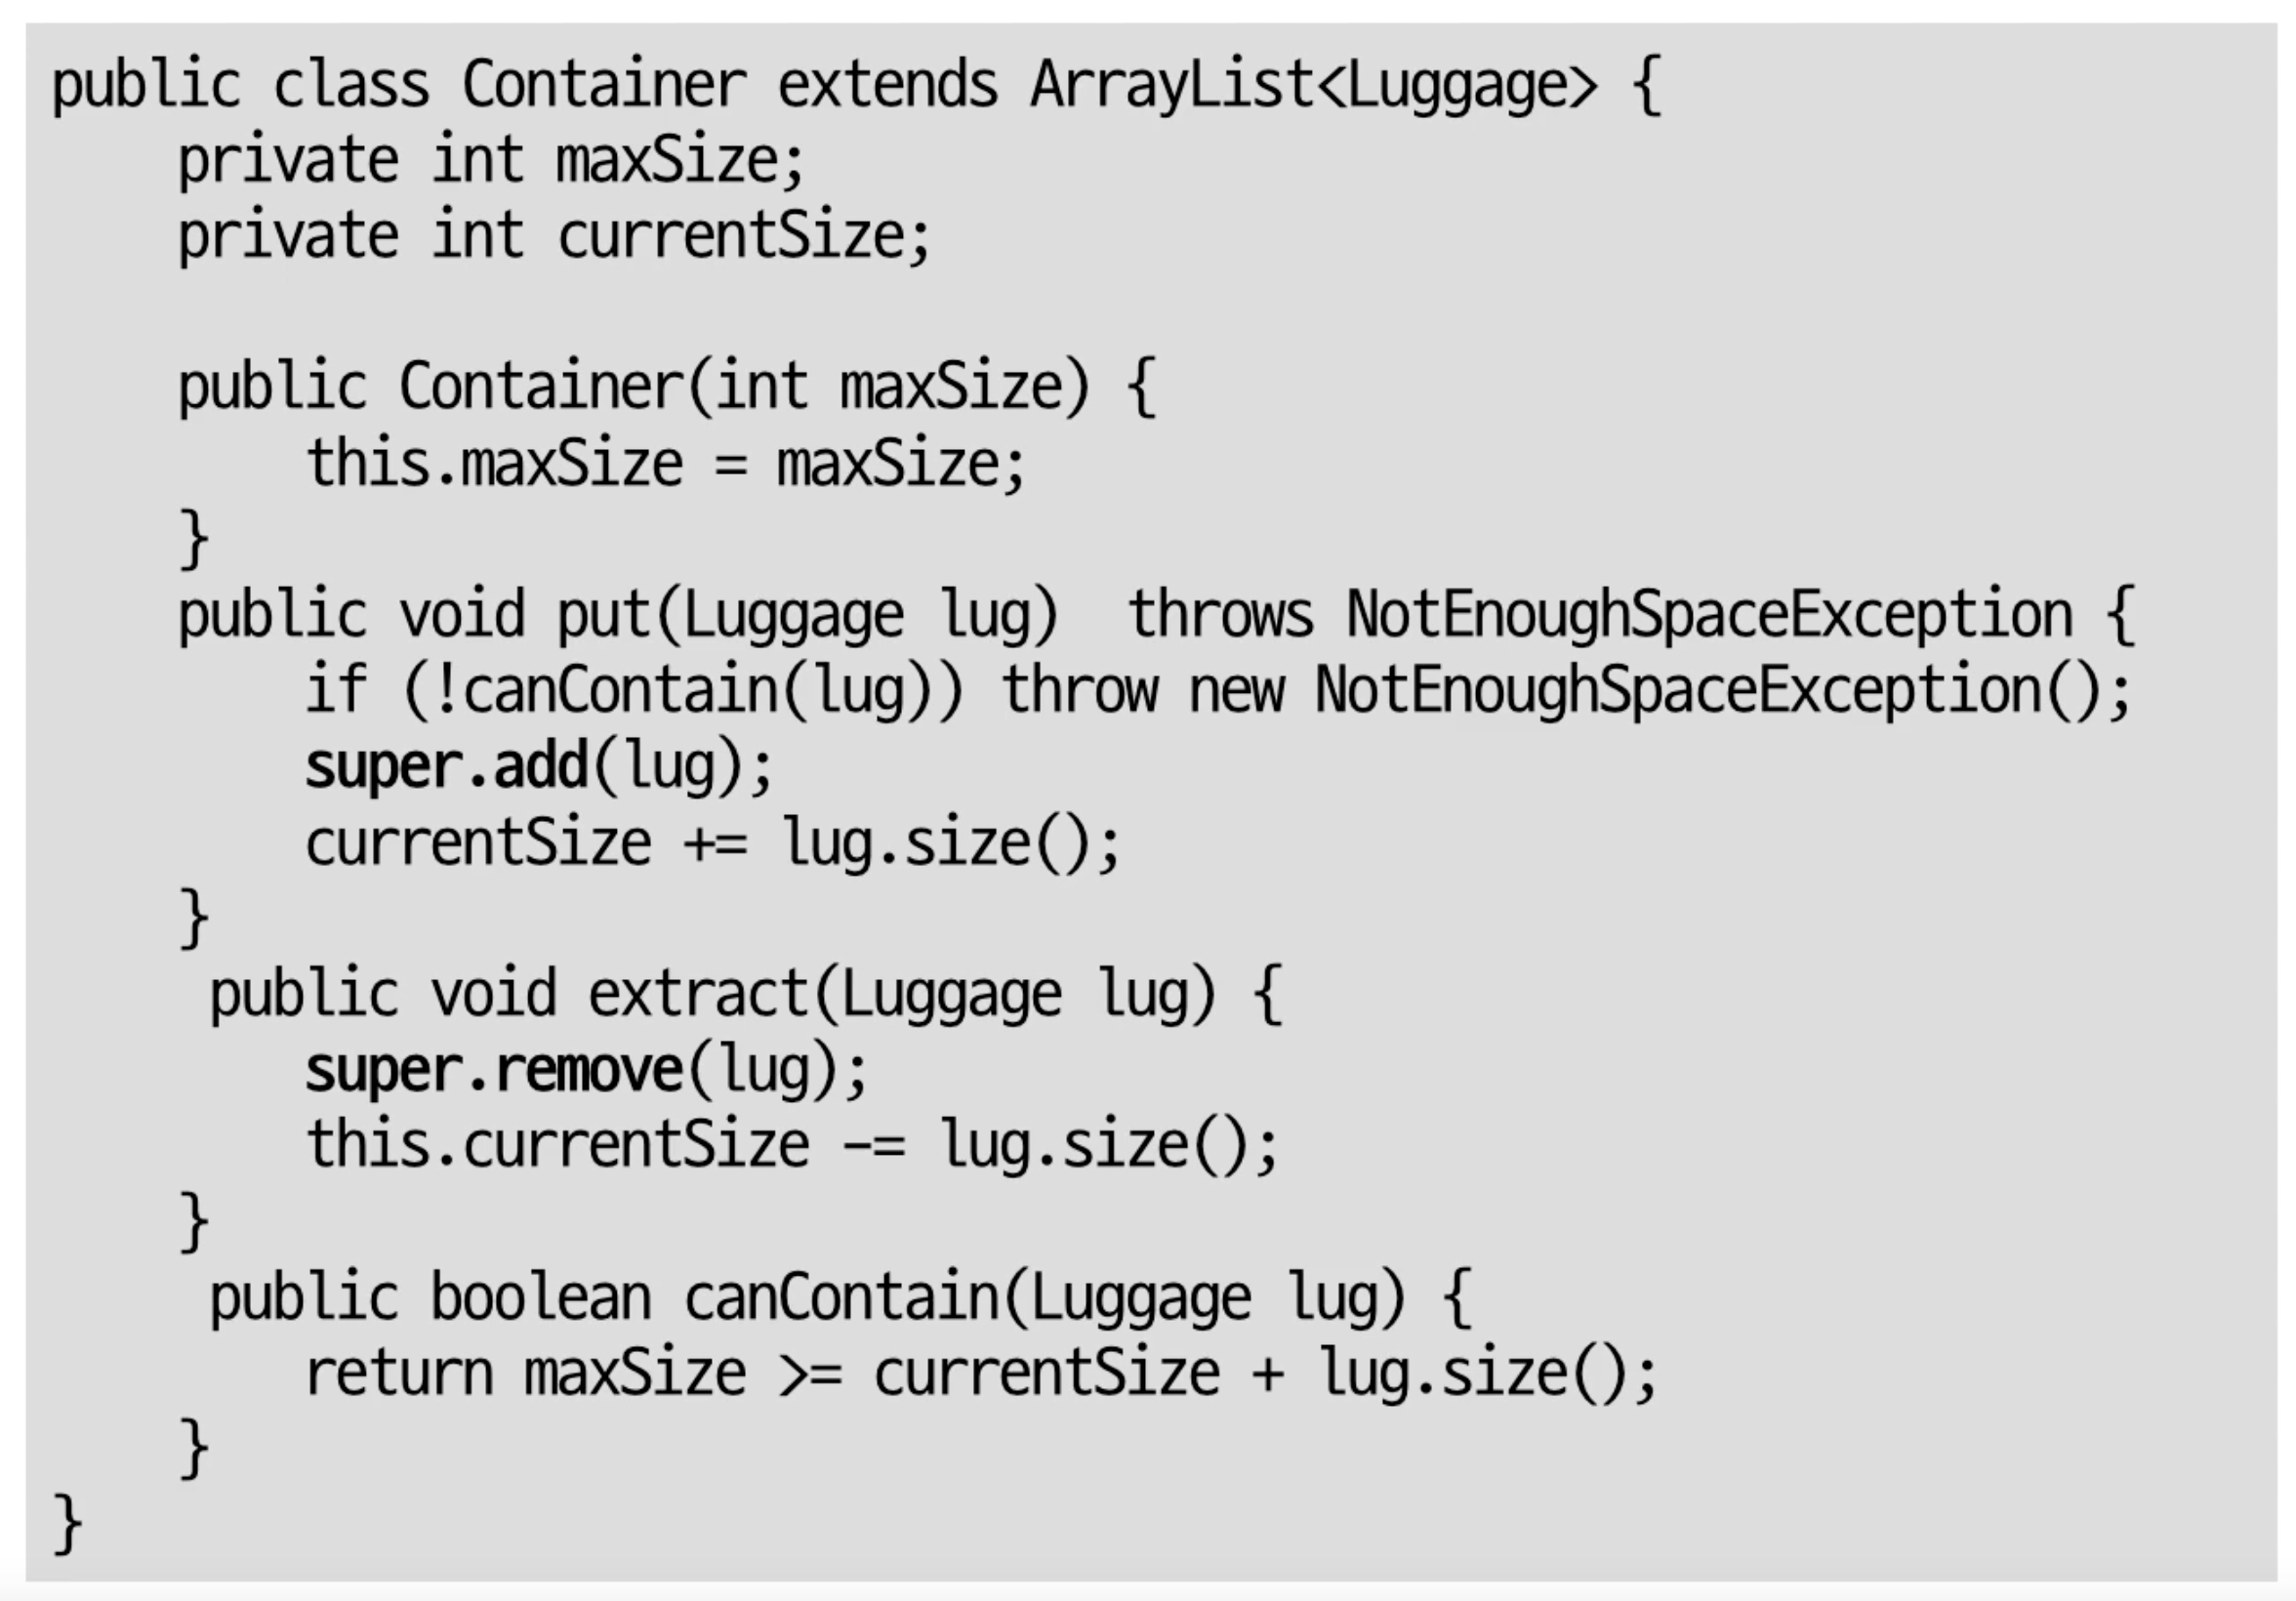 public class Container extends ArrayList<Luggage> {
    private int maxSize;
    private int currentSize;

    public Container(int maxSize) {
        this.maxSize = maxSize;
    }
    public void put(Luggage lug)  throws NotEnoughSpaceException {
        if (!canContain(lug)) throw new NotEnoughSpaceException();
        super.add(lug);
        currentSize += lug.size();
    }
     public void extract(Luggage lug) {
        super.remove(lug);
        this.currentSize -= lug.size();
    }
     public boolean canContain(Luggage lug) {
        return maxSize >= currentSize + lug.size();
    }
}